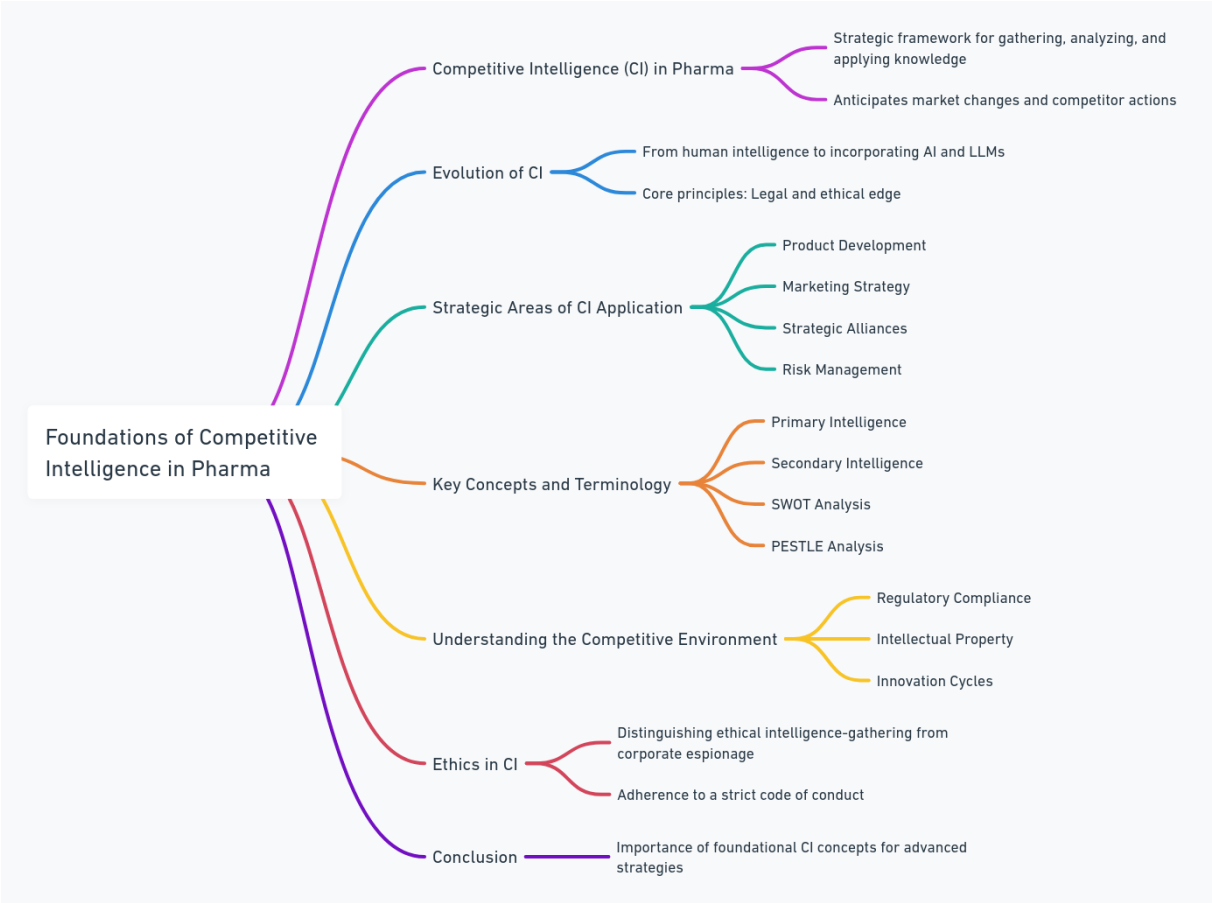 Foundations of Competitive
Intelligence in Pharma
Competitive Intelligence (CI) in Pharma
Strategic framework for gathering, analyzing, and
applying knowledge
Anticipates market changes and competitor actions
Evolution of CI
From human intelligence to incorporating AI and LLMs
Core principles: Legal and ethical edge
Strategic Areas of CI Application
Product Development
Marketing Strategy
Strategic Alliances
Risk Management
Key Concepts and Terminology
Primary Intelligence
Secondary Intelligence
SWOT Analysis
PESTLE Analysis
Understanding the Competitive Environment
Regulatory Compliance
Intellectual Property
Innovation Cycles
Ethics in CI
Distinguishing ethical intelligence-gathering from
corporate espionage
Adherence to a strict code of conduct
Conclusion
Importance of foundational CI concepts for advanced
strategies